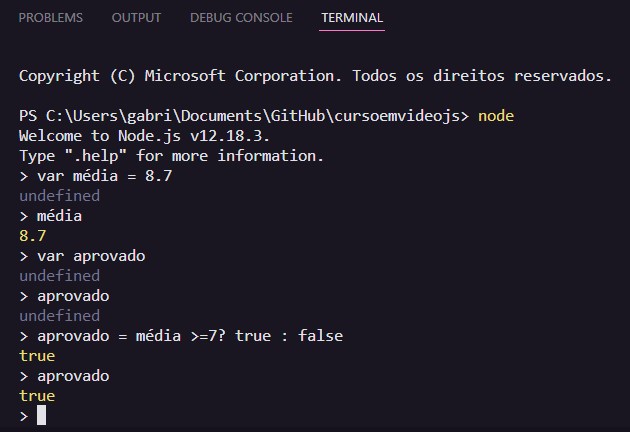 PROBLEMS OUTPUT DEBUG CONSOLE TERMINAL
Copyright (C) Microsoft Corporation. Todos os direitos reservados.
PS C:\Users\gabri\Documents\GitHub\cursoemvideojs> node
Welcome to Node.js v12.18.3.
Type ".help" for more information.
> var média = 8.7
undefined
> média
8.7
> var aprovado
undefined
> aprovado
undefined
> aprovado = média >=7? true : false
true
> aprovado
true
>